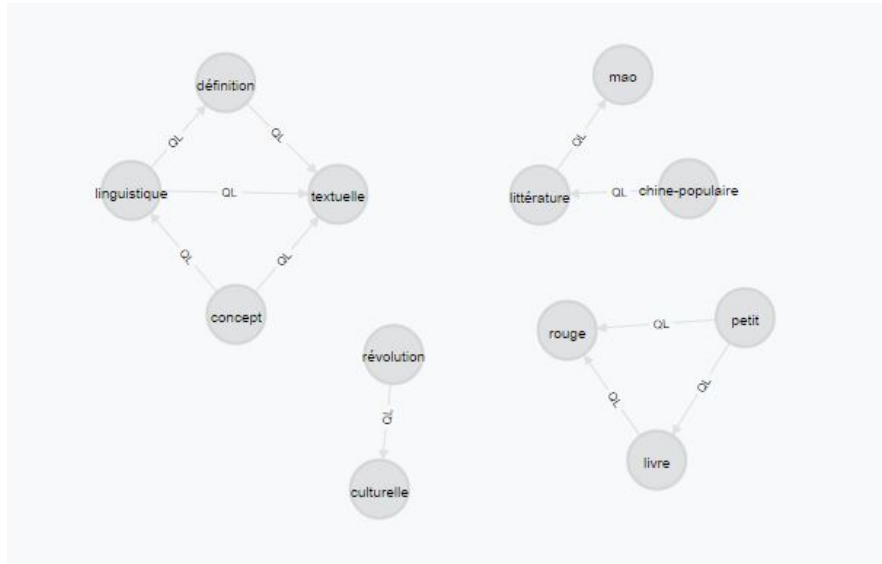 mao
définition
QL
QL
QL
linguistique
QL
textuelle
littérature
QL
chine-populaire
QL
QL
concept
rouge
QL
petit
révolution
QL
QL
QL
livre
culturelle